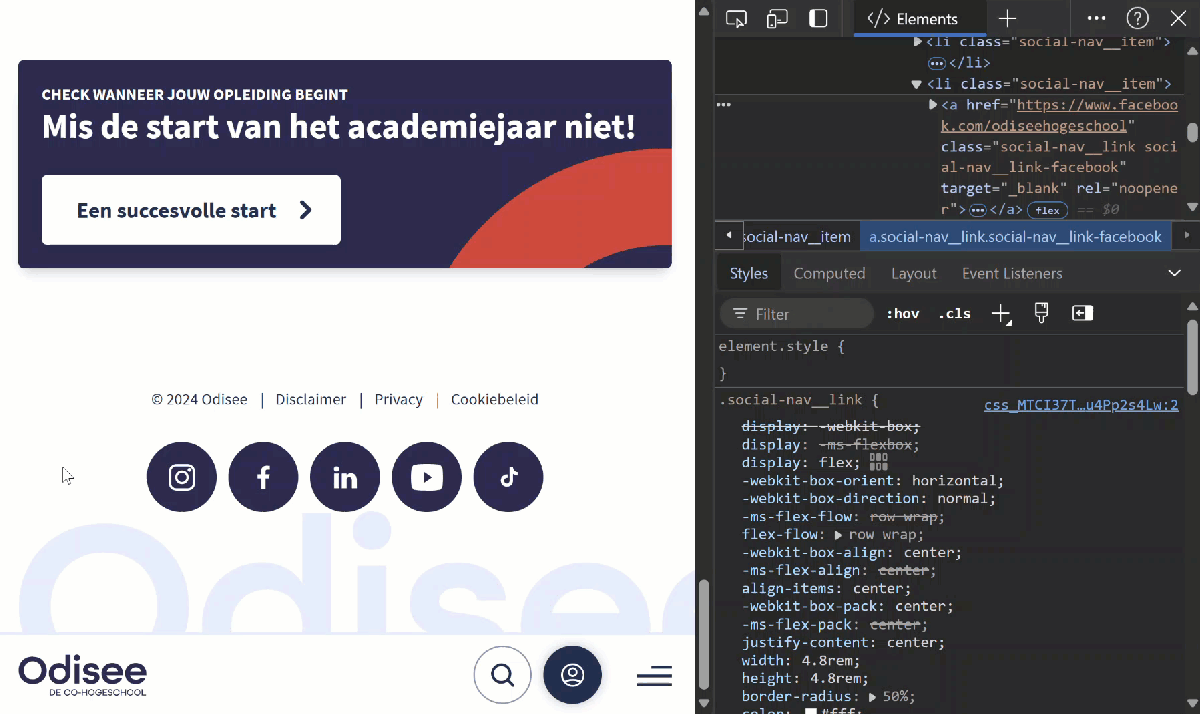 CHECK WANNEER JOUW OPLEIDING BEGINT
Mis de start van het academiejaar niet!
Een succesvolle start
© 2024 Odisee | Disclaimer | Privacy | Cookiebeleid
Odisee
Odisee
DE CO-HOGESCHOOL
</> Elements
<li class="social-nav__item">
</li>
<li class="social-nav__item">
<a href="https://www.faceboo
k.com/odiseehogeschool"
class="social-nav__link soci
al-nav__link-facebook"
target="_blank" rel="noopene
r"></a> flex == $0
social-nav__item a.social-nav__link.social-nav__link-facebook
Styles Computed Layout Event Listeners
Filter :hov .cls
element.style {
}
.social-nav__link { css_MTCI37T…u4Pp2s4Lw:2
display: -webkit-box;
display: -ms-flexbox;
display: flex;
-webkit-box-orient: horizontal;
-webkit-box-direction: normal;
-ms-flex-flow: row wrap;
flex-flow: row wrap;
-webkit-box-align: center;
-ms-flex-align: center;
align-items: center;
-webkit-box-pack: center;
-ms-flex-pack: center;
justify-content: center;
width: 4.8rem;
height: 4.8rem;
border-radius: 50%;
color: #fff;